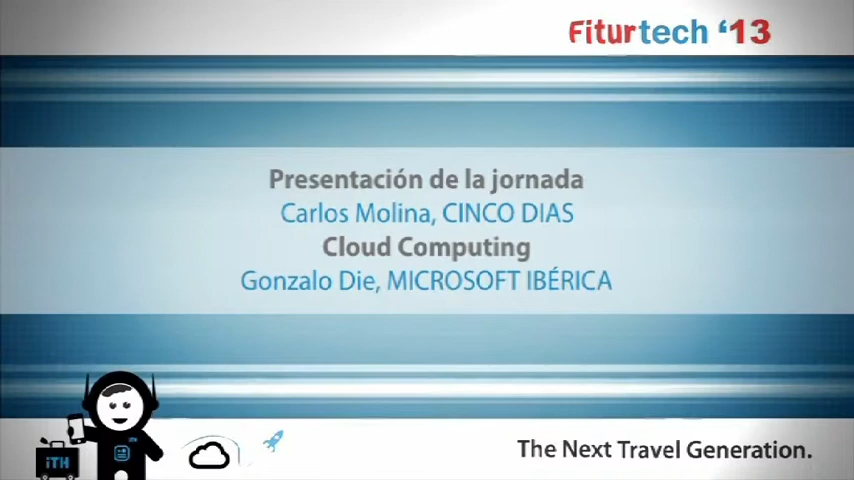 Fiturtech ‘13
Presentación de la jornada
Carlos Molina, CINCO DIAS
Cloud Computing
Gonzalo Die, MICROSOFT IBÉRICA
iTH
The Next Travel Generation.